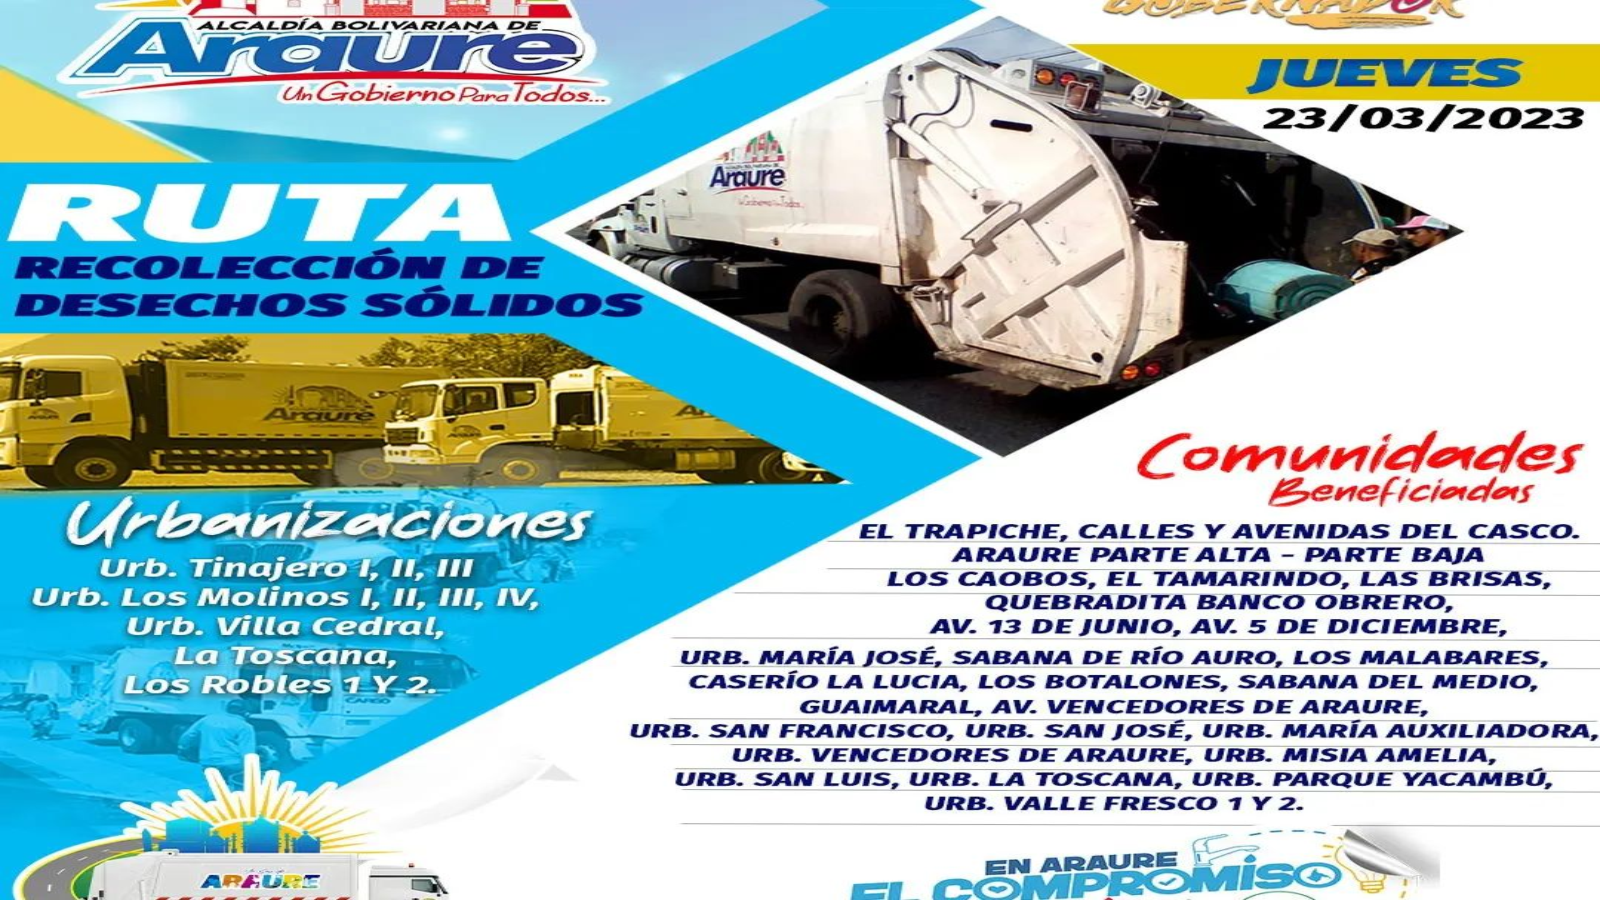 ALCALDÍA BOLIVARIANA DE
Araure
Un Gobierno Para Todos...
GOBERNADOR
JUEVES
23/03/2023
Araure
RUTA
RECOLECCIÓN DE
DESECHOS SÓLIDOS
Araure
Urbanizaciones
Urb. Tinajero I, II, III
Urb. Los Molinos I, II, III, IV,
Urb. Villa Cedral,
La Toscana,
Los Robles 1 Y 2.
Comunidades
Beneficiadas
EL TRAPICHE, CALLES Y AVENIDAS DEL CASCO.
ARAURE PARTE ALTA - PARTE BAJA
LOS CAOBOS, EL TAMARINDO, LAS BRISAS,
QUEBRADITA BANCO OBRERO,
AV. 13 DE JUNIO, AV. 5 DE DICIEMBRE,
URB. MARÍA JOSÉ, SABANA DE RÍO AURO, LOS MALABARES,
CASERÍO LA LUCIA, LOS BOTALONES, SABANA DEL MEDIO,
GUAIMARAL, AV. VENCEDORES DE ARAURE,
URB. SAN FRANCISCO, URB. SAN JOSÉ, URB. MARÍA AUXILIADORA,
URB. VENCEDORES DE ARAURE, URB. MISIA AMELIA,
URB. SAN LUIS, URB. LA TOSCANA, URB. PARQUE YACAMBÚ,
URB. VALLE FRESCO 1 Y 2.
ARAURE
EN ARAURE
EL COMPROMISO